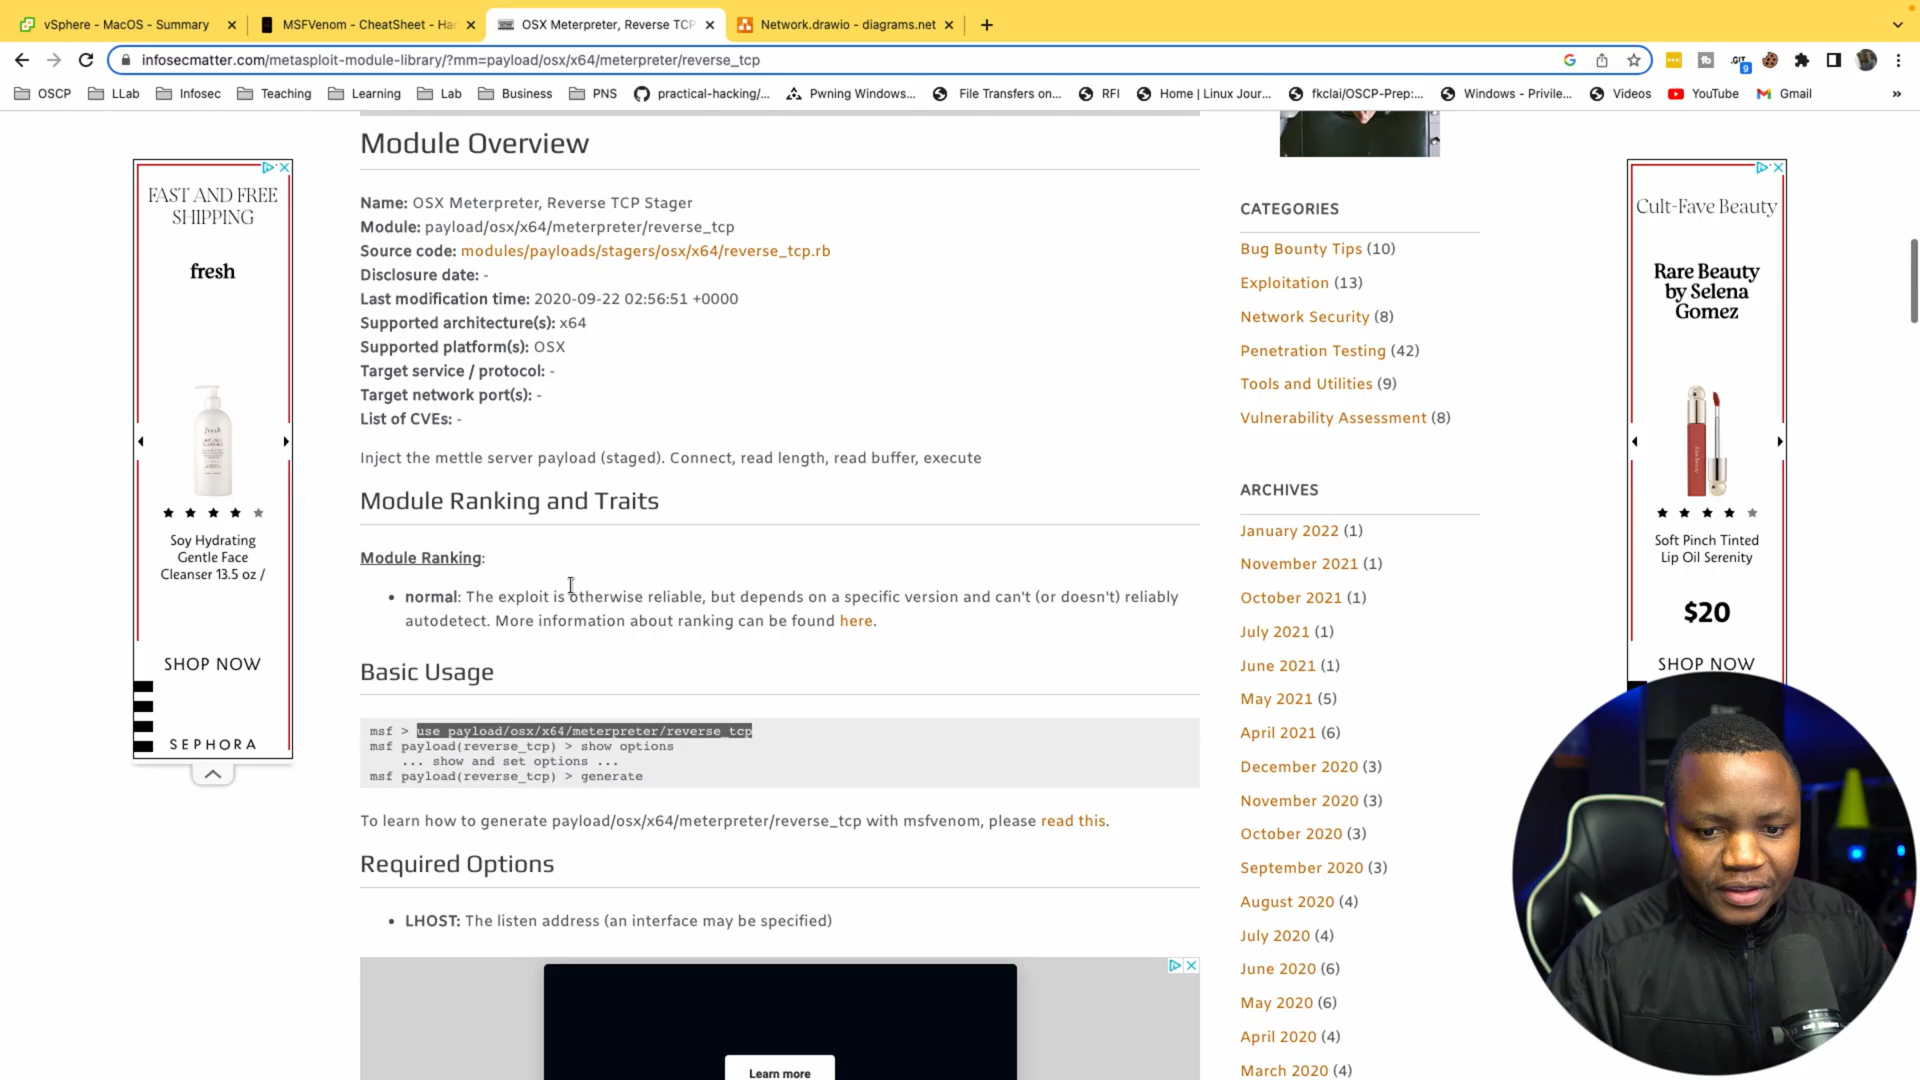 vSphere - MacOS - Summary
MSFVenom - CheatSheet - Hac
OSX Meterpreter, Reverse TCP
Network.drawio - diagrams.net
infosecmatter.com/metasploit-module-library/?mm=payload/osx/x64/meterpreter/reverse_tcp
OSCP
LLab
Infosec
Teaching
Learning
Lab
Business
PNS
practical-hacking/...
Pwning Windows...
File Transfers on...
RFI
Home | Linux Jour...
fkclai/OSCP-Prep:...
Windows - Privile...
Videos
YouTube
Gmail
»
.GIT
9
Module Overview
Name: OSX Meterpreter, Reverse TCP Stager
Module: payload/osx/x64/meterpreter/reverse_tcp
Source code: modules/payloads/stagers/osx/x64/reverse_tcp.rb
Disclosure date: -
Last modification time: 2020-09-22 02:56:51 +0000
Supported architecture(s): x64
Supported platform(s): OSX
Target service / protocol: -
Target network port(s): -
List of CVEs: -
Inject the mettle server payload (staged). Connect, read length, read buffer, execute
Module Ranking and Traits
Module Ranking:
• normal: The exploit is otherwise reliable, but depends on a specific version and can't (or doesn't) reliably
autodetect. More information about ranking can be found here.
Basic Usage
msf > use payload/osx/x64/meterpreter/reverse_tcp
msf payload(reverse_tcp) > show options
... show and set options ...
msf payload(reverse_tcp) > generate
To learn how to generate payload/osx/x64/meterpreter/reverse_tcp with msfvenom, please read this.
Required Options
• LHOST: The listen address (an interface may be specified)
Learn more
FAST AND FREE
SHIPPING
fresh
Soy Hydrating
Gentle Face
Cleanser 13.5 oz /
SHOP NOW
SEPHORA
CATEGORIES
Bug Bounty Tips (10)
Exploitation (13)
Network Security (8)
Penetration Testing (42)
Tools and Utilities (9)
Vulnerability Assessment (8)
ARCHIVES
January 2022 (1)
November 2021 (1)
October 2021 (1)
July 2021 (1)
June 2021 (1)
May 2021 (5)
April 2021 (6)
December 2020 (3)
November 2020 (3)
October 2020 (3)
September 2020 (3)
August 2020 (4)
July 2020 (4)
June 2020 (6)
May 2020 (6)
April 2020 (4)
March 2020 (4)
Cult-Fave Beauty
Rare Beauty
by Selena
Gomez
Soft Pinch Tinted
Lip Oil Serenity
$20
SHOP NOW